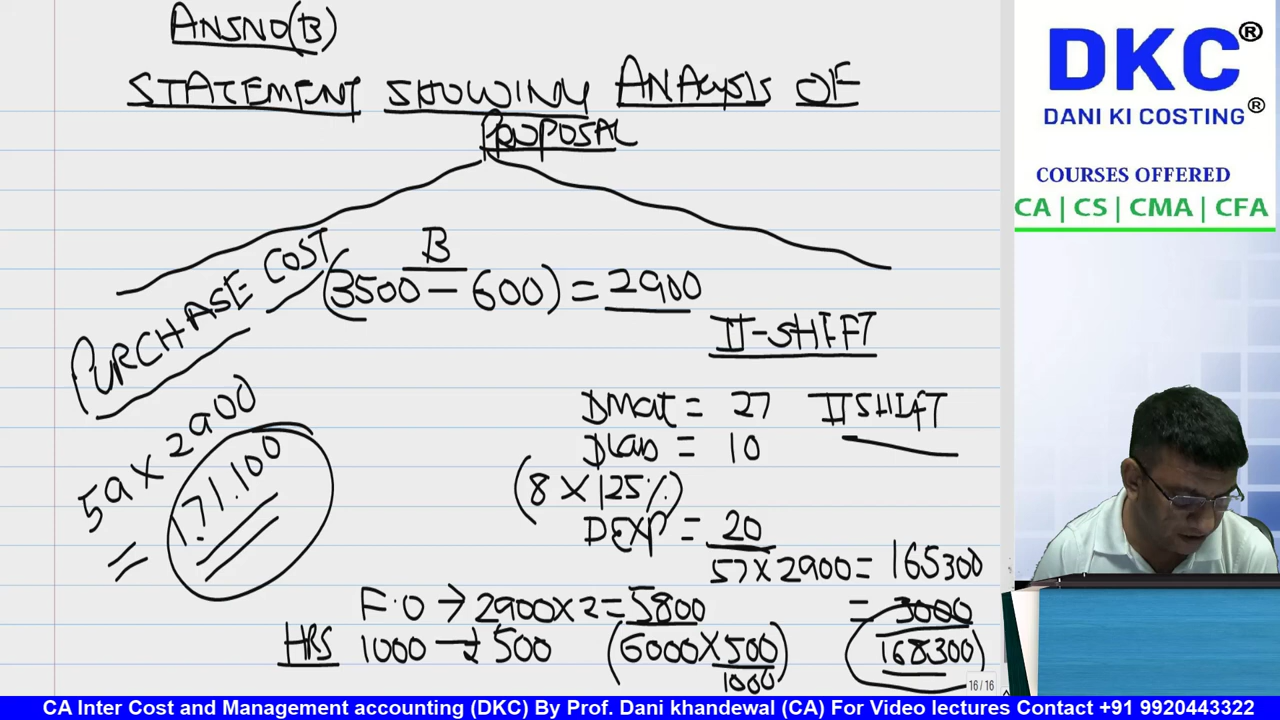 ANSNO(B)
STATEMENT SHOWING ANALYSIS OF
PROPOSAL
B
PURCHASE COST
(3500 - 600) = 2900
II-SHIFT
59 x 2900
= 171.100
DMat = 27 II SHIFT
DLab = 10
(8 X 125%)
DEXP = 20
57 x 2900 = 165300
F.O → 2900 x 2 = 5800 = 3000
HRS 1000 → 500 (6000 x 500/1000) 168300
16/16
DKC®
DANI KI COSTING®
COURSES OFFERED
CA | CS | CMA | CFA
CA Inter Cost and Management accounting (DKC) By Prof. Dani khandewal (CA) For Video lectures Contact +91 9920443322